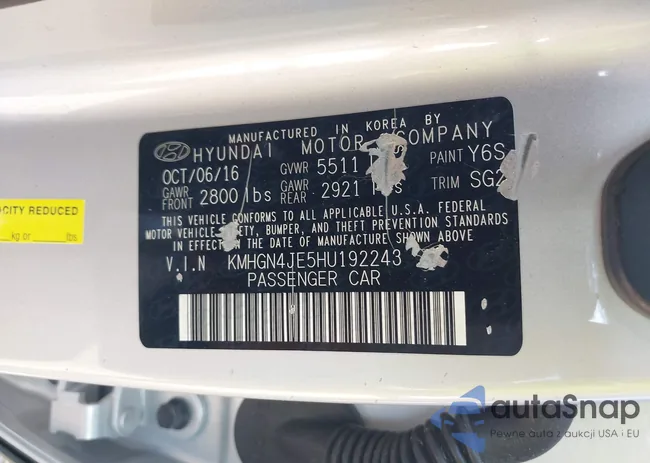 MANUFACTURED IN KOREA BY
HYUNDAI MOTOR COMPANY
OCT/06/16 GVWR 5511 PAINT Y6S
GAWR FRONT 2800 lbs GAWR REAR 2921 TRIM SG2
THIS VEHICLE CONFORMS TO ALL APPLICABLE U.S.A. FEDERAL
MOTOR VEHICLE SAFETY, BUMPER, AND THEFT PREVENTION STANDARDS
IN EFFECT ON THE DATE OF MANUFACTURE SHOWN ABOVE
V.I.N KMHGN4JE5HU192243
PASSENGER CAR
CITY REDUCED
kg or lbs
autoSnap
Pewne auta z aukcji USA i EU